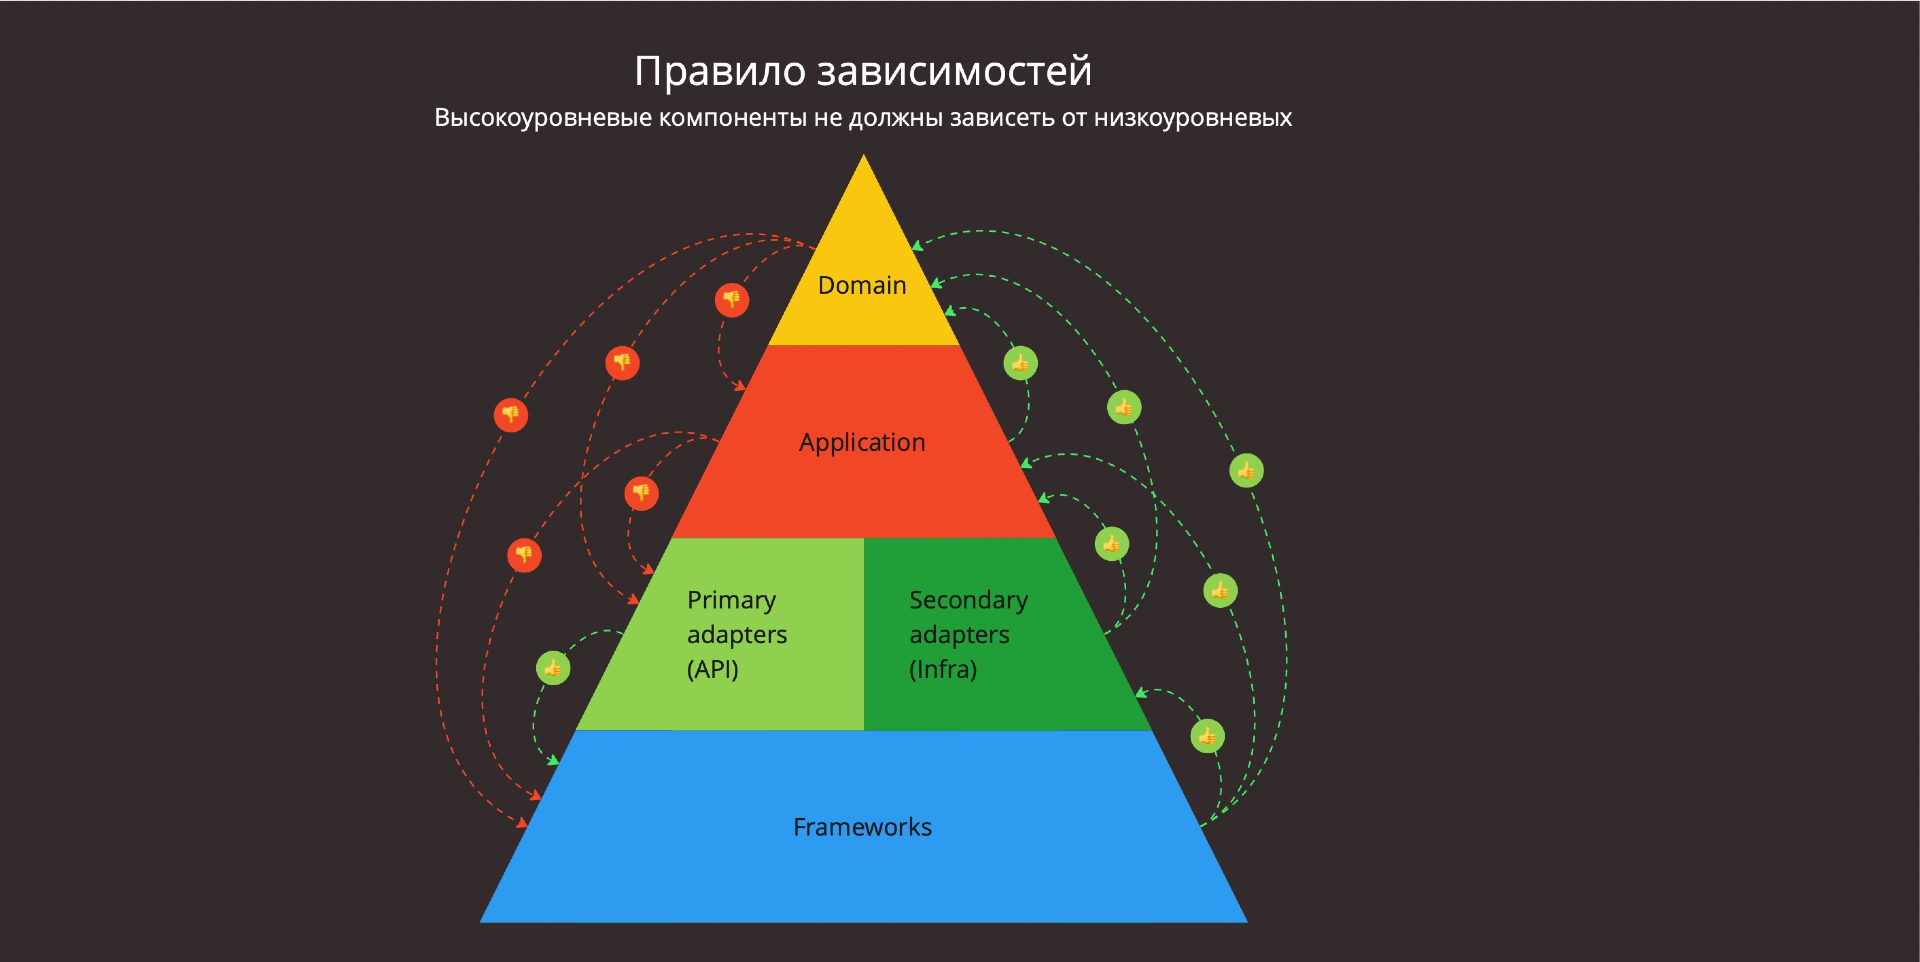 Правило зависимостей
Высокоуровневые компоненты не должны зависеть от низкоуровневых
Domain
Application
Primary
adapters
(API)
Secondary
adapters
(Infra)
Frameworks